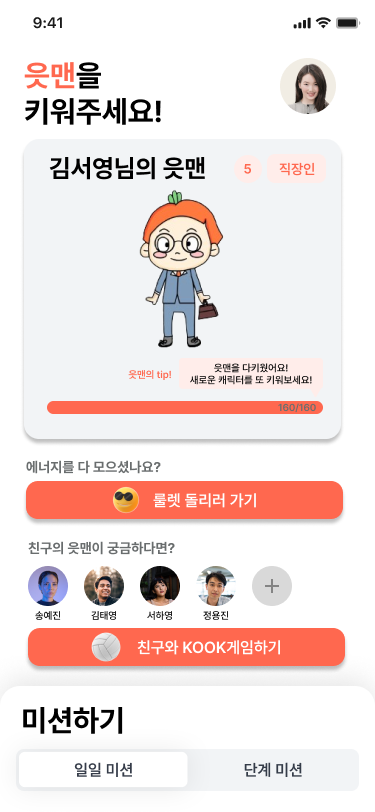 9:41
웃맨을
키워주세요!
김서영님의 웃맨
5
직장인
웃맨의 tip!
웃맨을 다키웠어요!
새로운 캐릭터를 또 키워보세요!
160/160
에너지를 다 모으셨나요?
룰렛 돌리러 가기
친구의 웃맨이 궁금하다면?
송예진 김태영 서하영 정용진
친구와 KOOK게임하기
미션하기
일일 미션
단계 미션